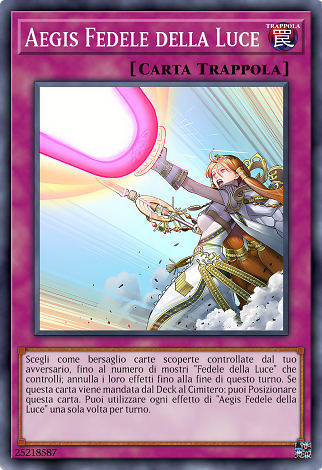 Aegis Fedele della Luce
TRAPPOLA
罠
[Carta Trappola]
Scegli come bersaglio carte scoperte controllate dal tuo
avversario, fino al numero di mostri "Fedele della Luce" che
controlli; annulla i loro effetti fino alla fine di questo turno. Se
questa carta viene mandata dal Deck al Cimitero: puoi Posizionare
questa carta. Puoi utilizzare ogni effetto di "Aegis Fedele della
Luce" una sola volta per turno.
25218587